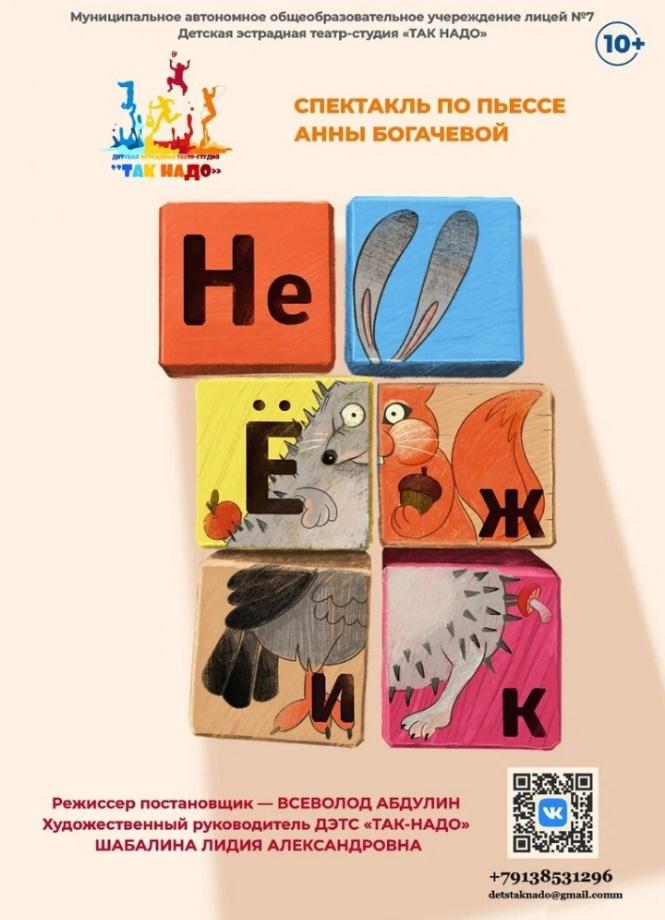 Муниципальное автономное общеобразовательное учереждение лицей №7
Детская эстрадная театр-студия «ТАК НАДО»
10+
ДЕТСКАЯ ЭСТРАДНАЯ ТЕАТР-СТУДИЯ
"ТАК НАДО»
СПЕКТАКЛЬ ПО ПЬЕССЕ
АННЫ БОГАЧЕВОЙ
Не
Ё Ж
И К
Режиссер постановщик — ВСЕВОЛОД АБДУЛИН
Художественный руководитель ДЭТС «ТАК-НАДО»
ШАБАЛИНА ЛИДИЯ АЛЕКСАНДРОВНА
+79138531296
detstaknado@gmail.comm